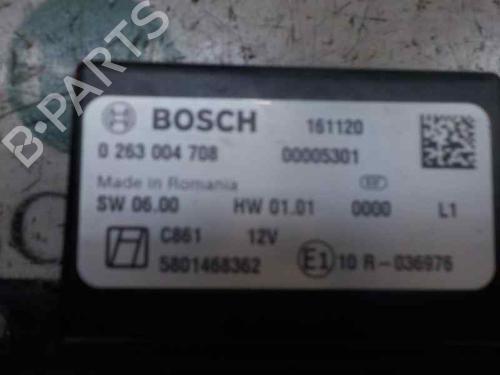 B-PARTS
BOSCH 161120
0 263 004 708 00005301
Made in Romania
SW 06.00 HW 01.01 0000 L1
C861 12V
5801468362 E1 10 R-036976